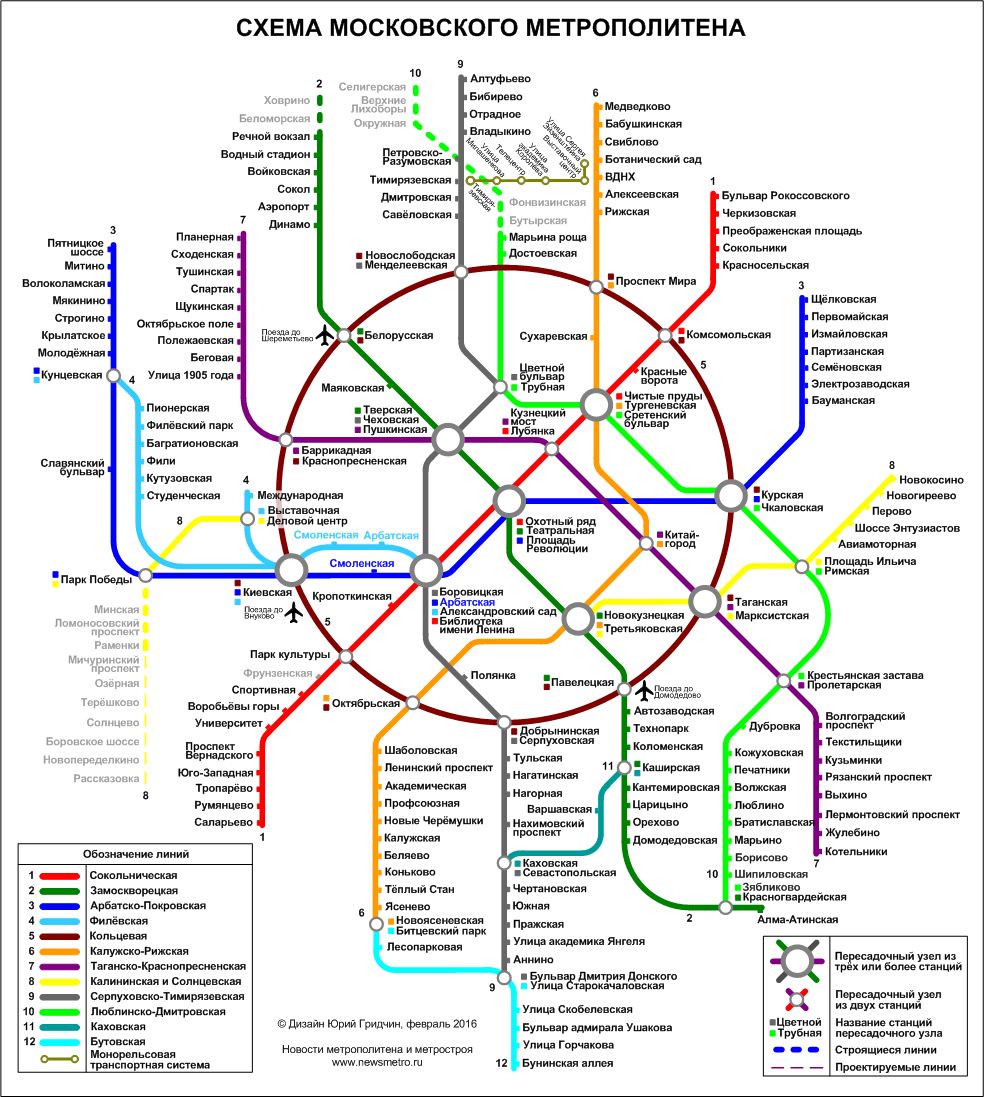 СХЕМА МОСКОВСКОГО МЕТРОПОЛИТЕНА
2
Ховрино
Беломорская
Речной вокзал
Водный стадион
Войковская
Сокол
Аэропорт
Динамо
10
Селигерская
Верхние
Лихоборы
Окружная
9
Алтуфьево
Бибирево
Отрадное
Владыкино
Петровско-
Разумовская
Тимирязевская
Дмитровская
Савёловская
Тимиря-
зевская
Улица
Милашенкова
Телецентр
Улица
академика
Королёва
Выставочный
центр
Улица Сергея
Эйзенштейна
Фонвизинская
Бутырская
Марьина роща
Достоевская
6
Медведково
Бабушкинская
Свиблово
Ботанический сад
ВДНХ
Алексеевская
Рижская
1
Бульвар Рокоссовского
Черкизовская
Преображенская площадь
Сокольники
Красносельская
3
Пятницкое
шоссе
Митино
Волоколамская
Мякинино
Строгино
Крылатское
Молодёжная
Кунцевская
4
7
Планерная
Сходенская
Тушинская
Спартак
Щукинская
Октябрьское поле
Полежаевская
Беговая
Улица 1905 года
Новослободская
Менделеевская
Проспект Мира
Поезда до
Шереметьево
Белорусская
Сухаревская
Комсомольская
5
3
Щёлковская
Первомайская
Измайловская
Партизанская
Семёновская
Электрозаводская
Бауманская
Маяковская
Цветной
бульвар
Трубная
Красные
ворота
Чистые пруды
Тургеневская
Сретенский
бульвар
Тверская
Чеховская
Пушкинская
Кузнецкий
мост
Лубянка
Пионерская
Филёвский парк
Багратионовская
Фили
Кутузовская
Студенческая
Славянский
бульвар
Баррикадная
Краснопресненская
4
Международная
Выставочная
Деловой центр
8
Смоленская
Арбатская
Смоленская
Охотный ряд
Театральная
Площадь
Революции
Курская
Чкаловская
Китай-
город
8
Новокосино
Новогиреево
Перово
Шоссе Энтузиастов
Авиамоторная
Площадь Ильича
Римская
Парк Победы
Киевская
Поезда до
Внуково
Кропоткинская
Боровицкая
Арбатская
Александровский сад
Библиотека
имени Ленина
Новокузнецкая
Третьяковская
Таганская
Марксистская
5
Минская
Ломоносовский
проспект
Раменки
Мичуринский
проспект
Озёрная
Терёшково
Солнцево
Боровское шоссе
Новопеределкино
Рассказовка
8
Парк культуры
Фрунзенская
Спортивная
Воробьёвы горы
Университет
Проспект
Вернадского
Юго-Западная
Тропарёво
Румянцево
Саларьево
1
Октябрьская
Полянка
Павелецкая
Поезда до
Домодедово
Крестьянская застава
Пролетарская
Добрынинская
Серпуховская
Автозаводская
Технопарк
Коломенская
11
Каширская
Кантемировская
Царицыно
Орехово
Домодедовская
Шаболовская
Ленинский проспект
Академическая
Профсоюзная
Новые Черёмушки
Калужская
Беляево
Коньково
Тёплый Стан
Ясенево
6
Новоясеневская
Битцевский парк
Лесопарковая
Тульская
Нагатинская
Нагорная
Варшавская
Нахимовский
проспект
Каховская
Севастопольская
Чертановская
Южная
Пражская
Улица академика Янгеля
Аннино
Бульвар Дмитрия Донского
Улица Старокачаловская
9
Улица Скобелевская
Бульвар адмирала Ушакова
Улица Горчакова
12
Бунинская аллея
Дубровка
Кожуховская
Печатники
Волжская
Люблино
Братиславская
Марьино
Борисово
10
Шипиловская
Зябликово
Красногвардейская
2
Алма-Атинская
Волгоградский
проспект
Текстильщики
Кузьминки
Рязанский проспект
Выхино
Лермонтовский проспект
Жулебино
Котельники
7
Обозначение линий
1 Сокольническая
2 Замоскворецкая
3 Арбатско-Покровская
4 Филёвская
5 Кольцевая
6 Калужско-Рижская
7 Таганско-Краснопресненская
8 Калининская и Солнцевская
9 Серпуховско-Тимирязевская
10 Люблинско-Дмитровская
11 Каховская
12 Бутовская
Монорельсовая
транспортная система
© Дизайн Юрий Гридчин, февраль 2016
Новости метрополитена и метростроя
www.newsmetro.ru
Пересадочный узел из
трёх или более станций
Пересадочный узел
из двух станций
Цветной
Трубная
Название станций
пересадочного узла
Строящиеся линии
Проектируемые линии